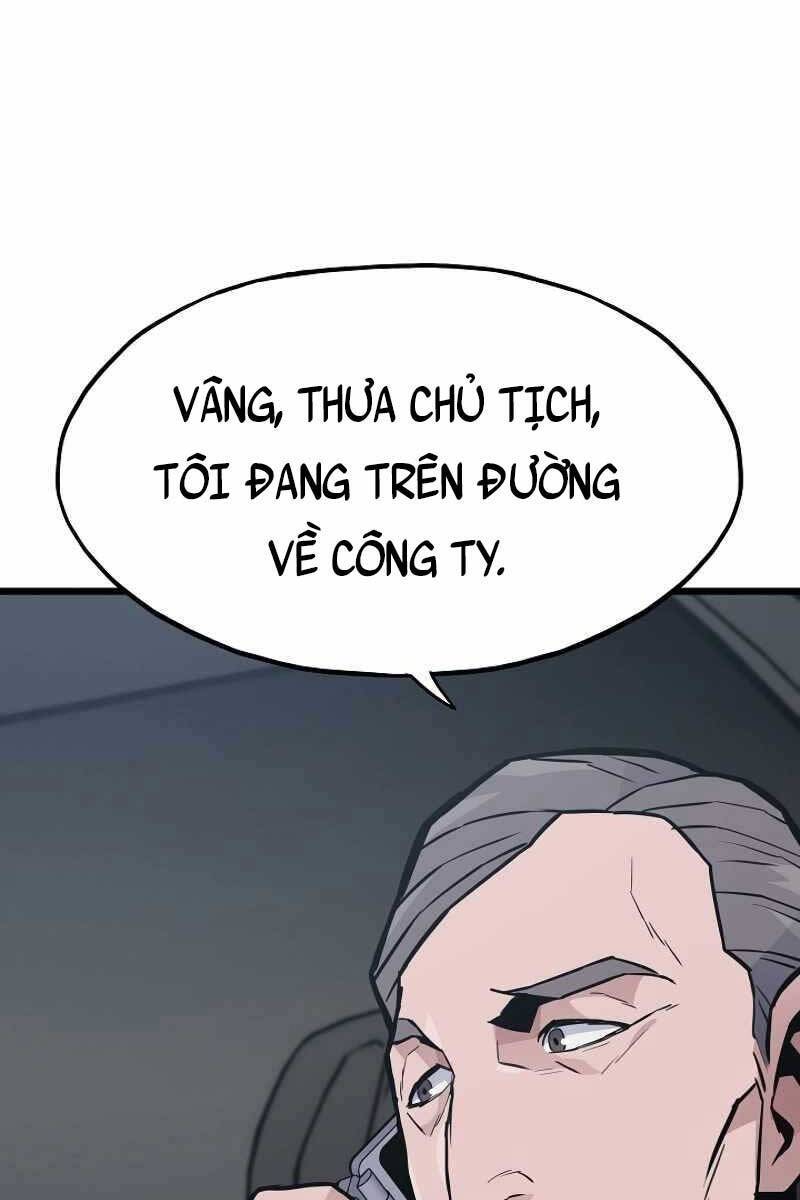 VÂNG, THƯA CHỦ TỊCH,
TÔI ĐANG TRÊN ĐƯỜNG
VỀ CÔNG TY.